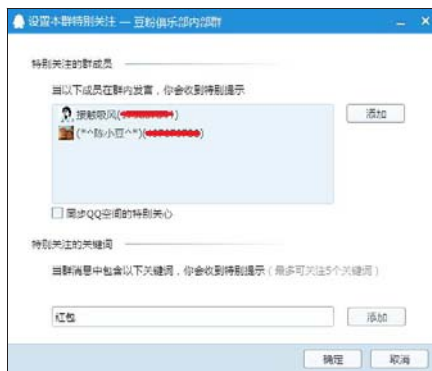 设置本群特别关注 — 豆粉俱乐部内部群
特别关注的群成员
当以下成员在群内发言，你会收到特别提示
接触吸风(
添加
(*^陈小豆^*)(
同步QQ空间的特别关心
特别关注的关键词
当群消息中包含以下关键词，你会收到特别提示（最多可关注5个关键词）
红包
添加
确定
取消